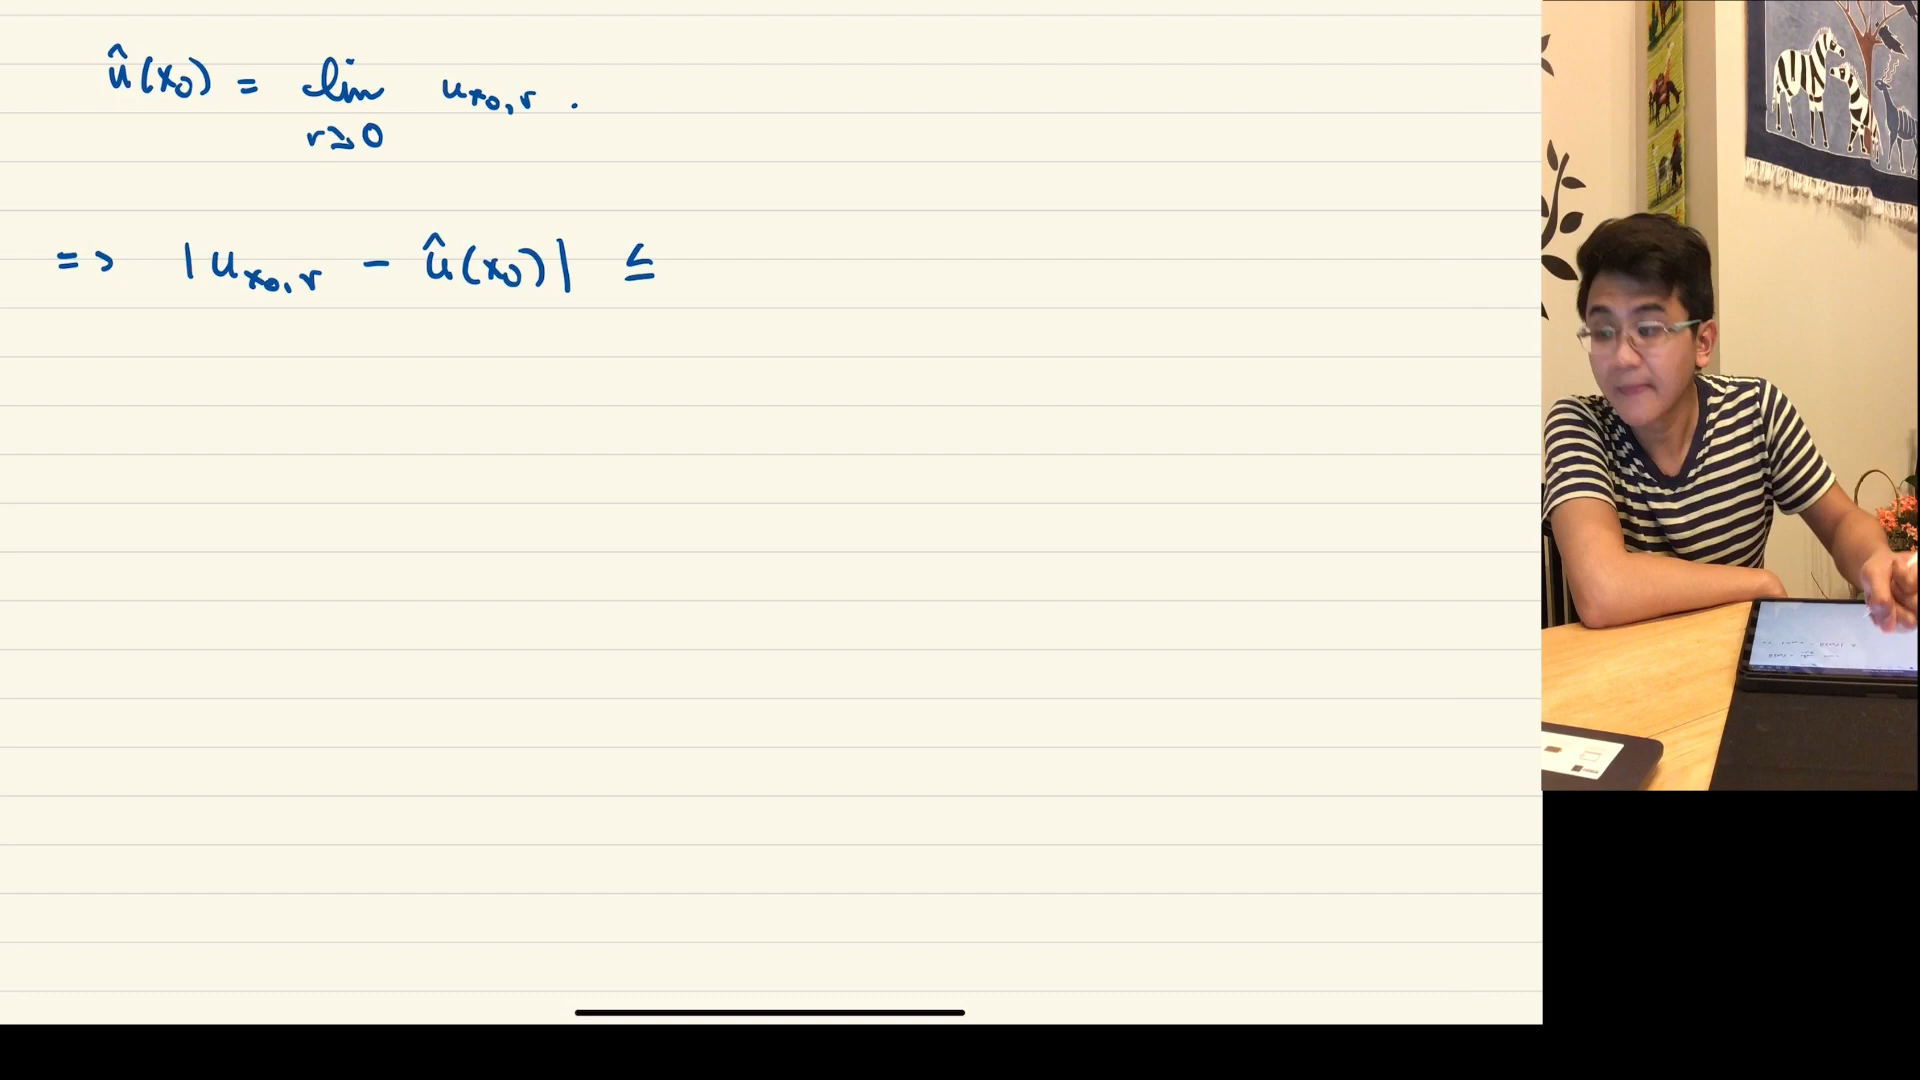 û(x₀) = lim u_{x₀,r} .
r↘0
=> |u_{x₀,r} - û(x₀)| ≤